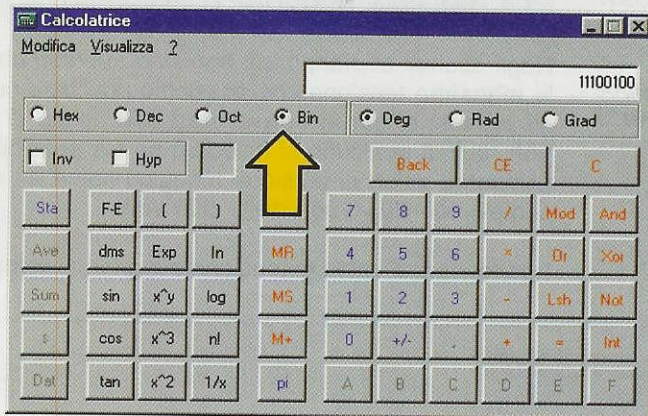 Calcolatrice
Modifica Visualizza ?
11100100
Hex Dec Oct Bin Deg Rad Grad
Inv Hyp Back CE C
Sta F-E ( ) 7 8 9 / Mod And
Ave dms Exp ln MR 4 5 6 * Or Xor
Sum sin x^y log MS 1 2 3 - Lsh Not
s cos x^3 n! M+ 0 +/- . + = Int
Dat tan x^2 1/x pi A B C D E F